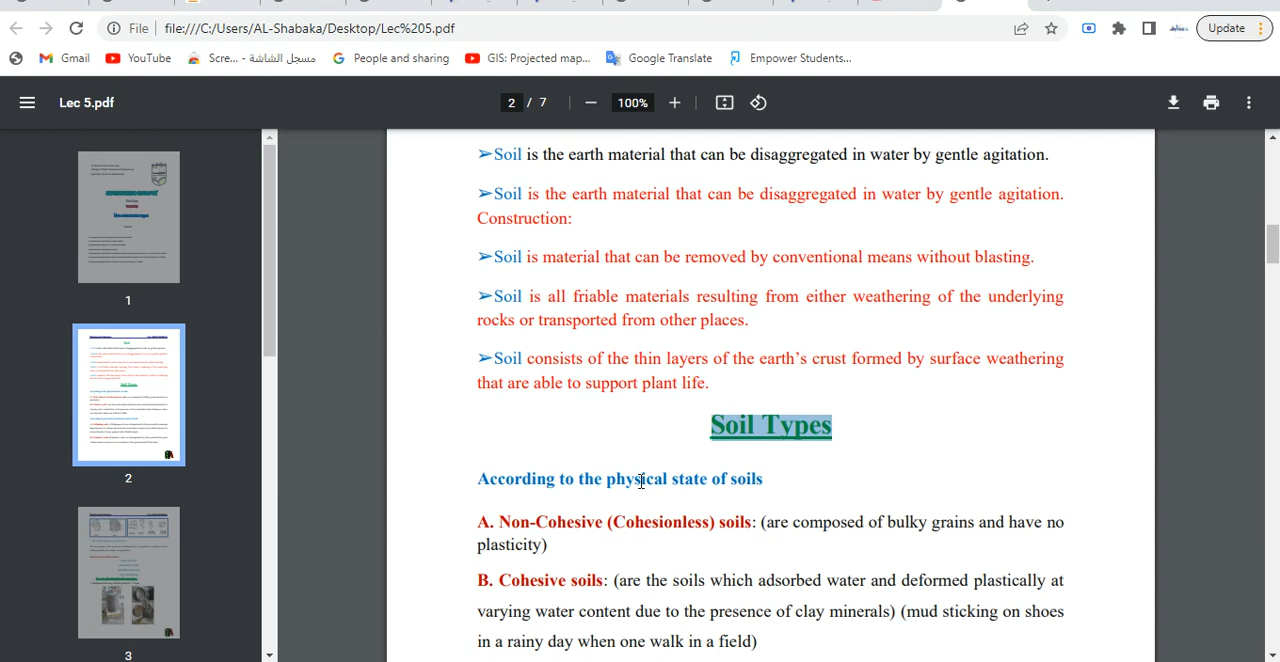 File
file:///C:/Users/AL-Shabaka/Desktop/Lec%205.pdf
Update
Gmail
YouTube
Scre... - مسجل الشاشة
People and sharing
GIS: Projected map...
Google Translate
Empower Students...
Lec 5.pdf
2 / 7
100%
1
2
3
➢Soil is the earth material that can be disaggregated in water by gentle agitation.
➢Soil is the earth material that can be disaggregated in water by gentle agitation.
Construction:
➢Soil is material that can be removed by conventional means without blasting.
➢Soil is all friable materials resulting from either weathering of the underlying
rocks or transported from other places.
➢Soil consists of the thin layers of the earth’s crust formed by surface weathering
that are able to support plant life.
Soil Types
According to the physical state of soils
A. Non-Cohesive (Cohesionless) soils: (are composed of bulky grains and have no
plasticity)
B. Cohesive soils: (are the soils which adsorbed water and deformed plastically at
varying water content due to the presence of clay minerals) (mud sticking on shoes
in a rainy day when one walk in a field)